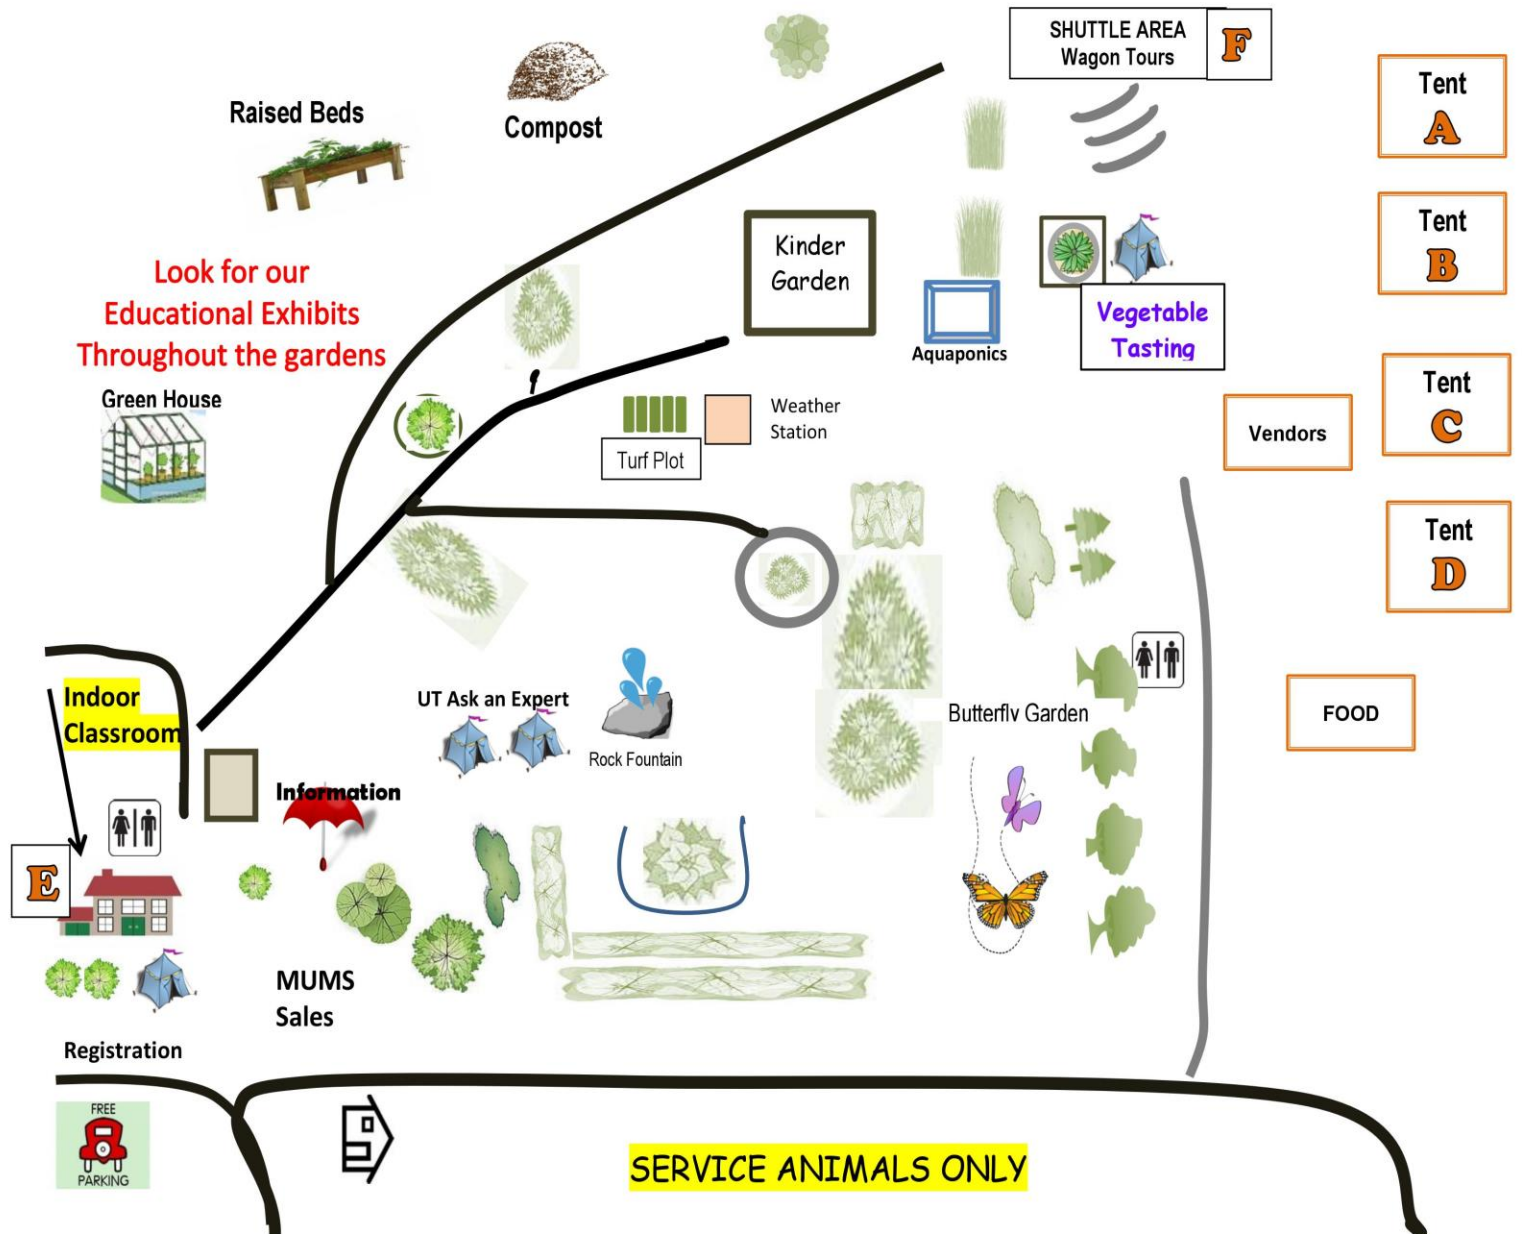 SHUTTLE AREA
Wagon Tours
F
Tent
A
Raised Beds
Compost
Tent
B
Kinder
Garden
Look for our
Educational Exhibits
Throughout the gardens
Vegetable
Tasting
Aquaponics
Green House
Tent
C
Weather
Station
Vendors
Turf Plot
Tent
D
Indoor
Classroom
UT Ask an Expert
Rock Fountain
Butterfly Garden
FOOD
Information
E
MUMS
Sales
Registration
FREE
PARKING
SERVICE ANIMALS ONLY